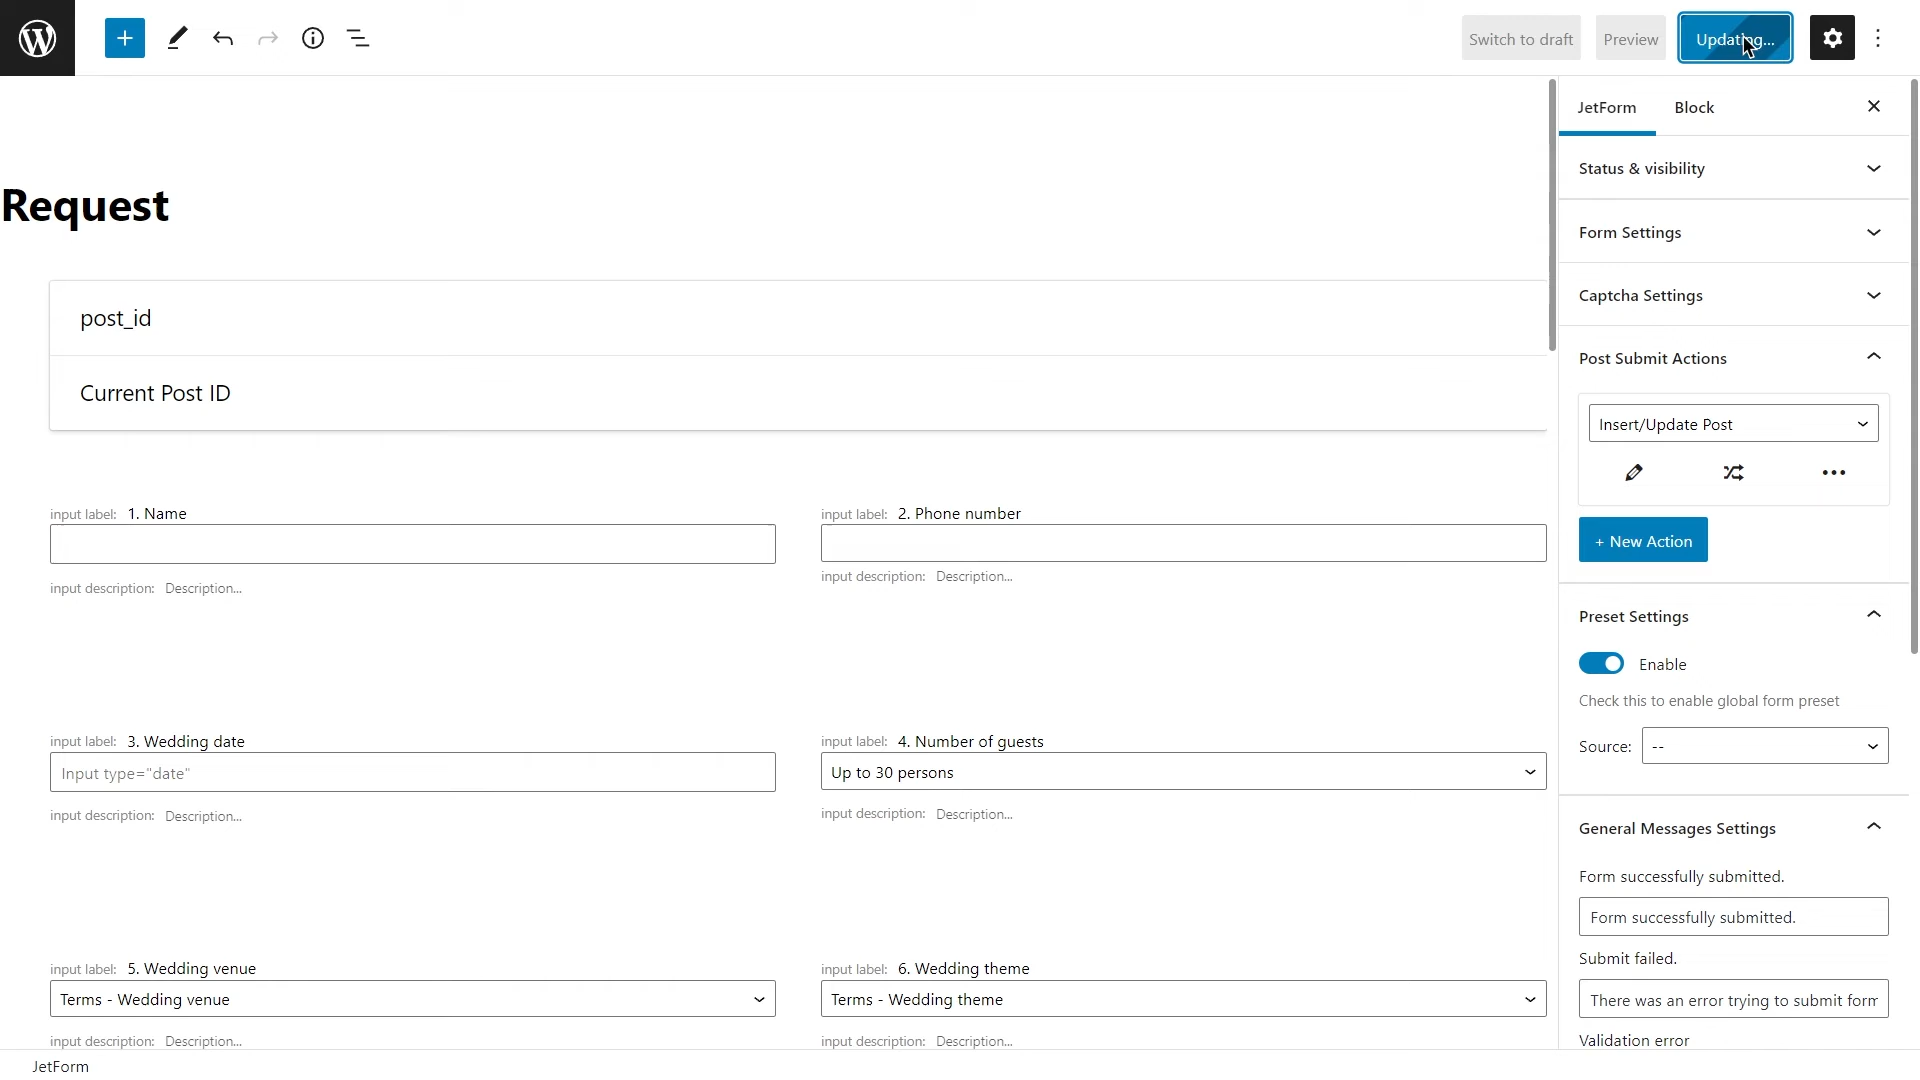 Switch to draft Preview Updating...
JetForm Block
Status & visibility
Request
Form Settings
Captcha Settings
post_id
Current Post ID
Post Submit Actions
Insert/Update Post
+ New Action
input label: 1. Name
input label: 2. Phone number
input description: Description...
input description: Description...
Preset Settings
Enable
Check this to enable global form preset
Source: --
input label: 3. Wedding date
input label: 4. Number of guests
Input type="date"
Up to 30 persons
input description: Description...
input description: Description...
General Messages Settings
Form successfully submitted.
Form successfully submitted.
Submit failed.
There was an error trying to submit form
Validation error
input label: 5. Wedding venue
input label: 6. Wedding theme
Terms - Wedding venue
Terms - Wedding theme
input description: Description...
input description: Description...
JetForm